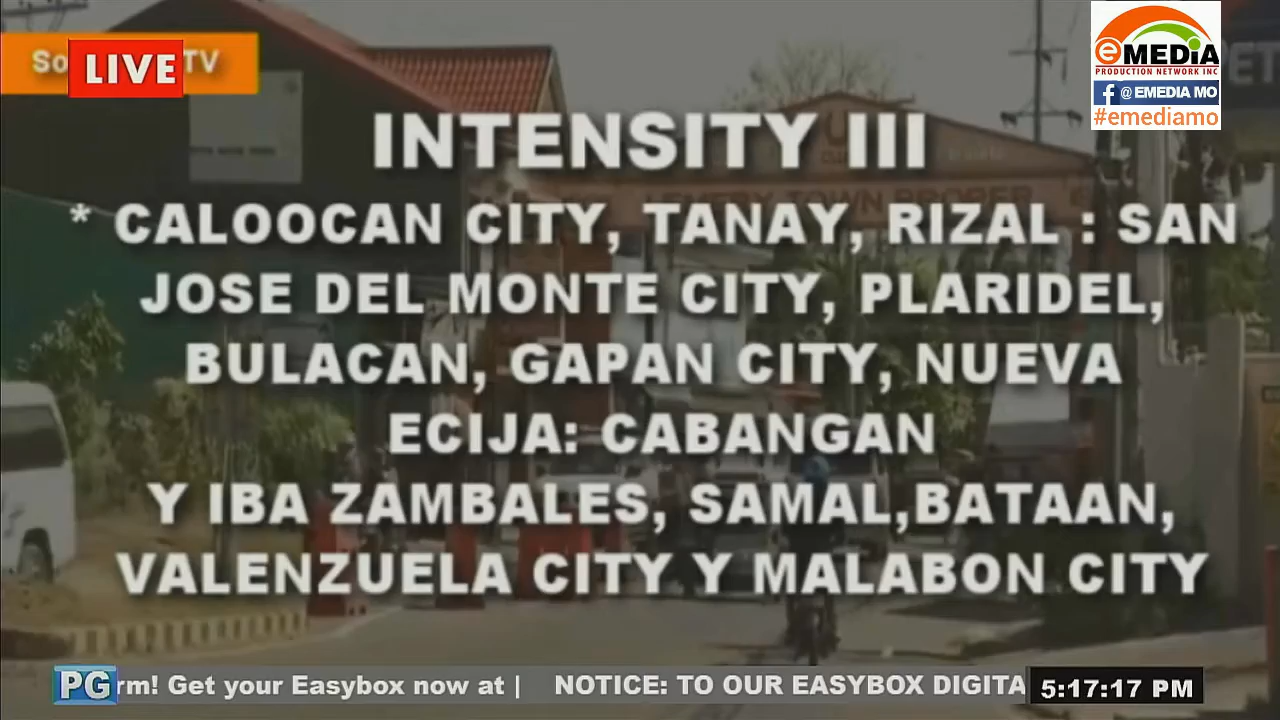 So
TV
LIVE
eMEDIA
PRODUCTION NETWORK INC
f @ EMEDIA MO
#emediamo
INTENSITY III
* CALOOCAN CITY, TANAY, RIZAL : SAN
JOSE DEL MONTE CITY, PLARIDEL,
BULACAN, GAPAN CITY, NUEVA
ECIJA: CABANGAN
Y IBA ZAMBALES, SAMAL,BATAAN,
VALENZUELA CITY Y MALABON CITY
PG
rm! Get your Easybox now at | NOTICE: TO OUR EASYBOX DIGITA
5:17:17 PM